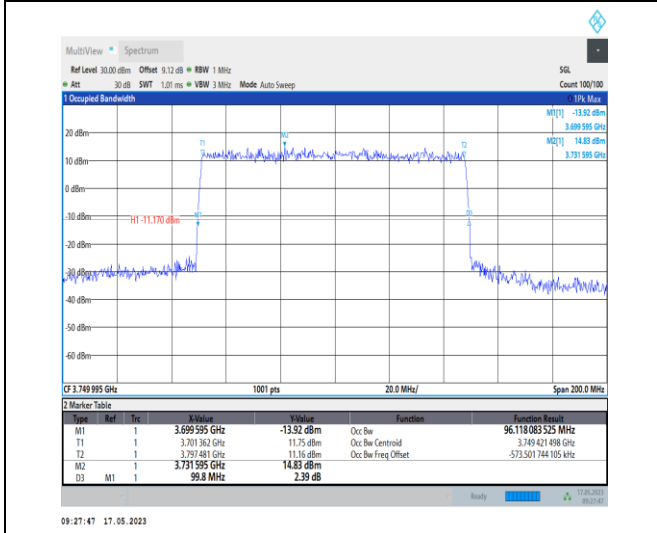 MultiView Spectrum
Ref Level 30.00 dBm Offset 9.12 dB RBW 1 MHz SGL
Att 30 dB SWT 1.01 ms VBW 3 MHz Mode Auto Sweep Count 100/100
1 Occupied Bandwidth 1Pk Max
M1[1] -13.92 dBm
3.699 595 GHz
M2[1] 14.83 dBm
3.731 595 GHz
20 dBm
T1
M2
T2
10 dBm
0 dBm
-10 dBm
H1 -11.170 dBm
M1
D3
-20 dBm
-30 dBm
-40 dBm
-50 dBm
-60 dBm
CF 3.749 995 GHz 1001 pts 20.0 MHz/ Span 200.0 MHz
2 Marker Table
Type Ref Trc X-Value Y-Value Function Function Result
M1 1 3.699 595 GHz -13.92 dBm Occ Bw 96.118 083 525 MHz
T1 1 3.701 362 GHz 11.75 dBm Occ Bw Centroid 3.749 421 498 GHz
T2 1 3.797 481 GHz 11.16 dBm Occ Bw Freq Offset -573.501 744 105 kHz
M2 1 3.731 595 GHz 14.83 dBm
D3 M1 1 99.8 MHz 2.39 dB
Ready 17.05.2023
09:27:47
09:27:47 17.05.2023